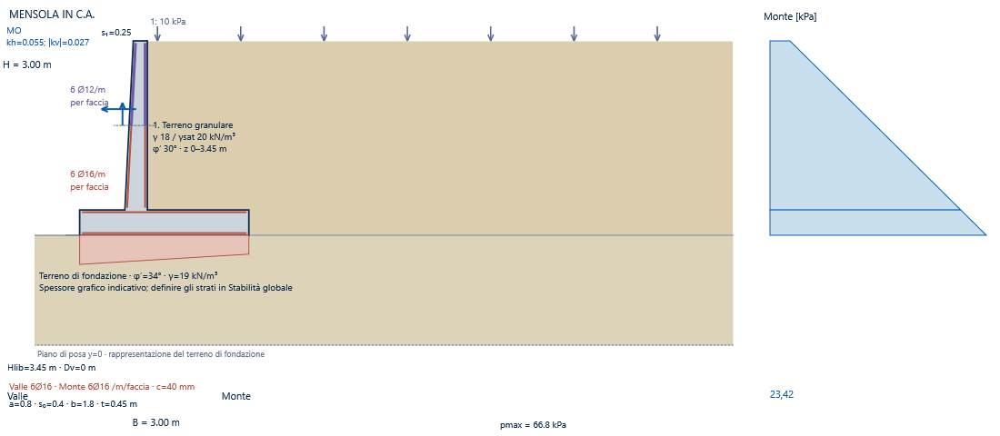 MENSOLA IN C.A.
Monte [kPa]
1: 10 kPa
MO
s₁=0.25
kh=0.055; |kv|=0.027
H = 3.00 m
6 Ø12/m
per faccia
1. Terreno granulare
γ 18 / γsat 20 kN/m³
φ′ 30° · z 0–3.45 m
6 Ø16/m
per faccia
Terreno di fondazione · φ′=34° · γ=19 kN/m³
Spessore grafico indicativo; definire gli strati in Stabilità globale
Piano di posa y=0 · rappresentazione del terreno di fondazione
Hlib=3.45 m · Dv=0 m
Valle 6Ø16 · Monte 6Ø16 /m/faccia · c=40 mm
Valle
Monte
23,42
a=0.8 · s₀=0.4 · b=1.8 · t=0.45 m
B = 3.00 m
pmax = 66.8 kPa